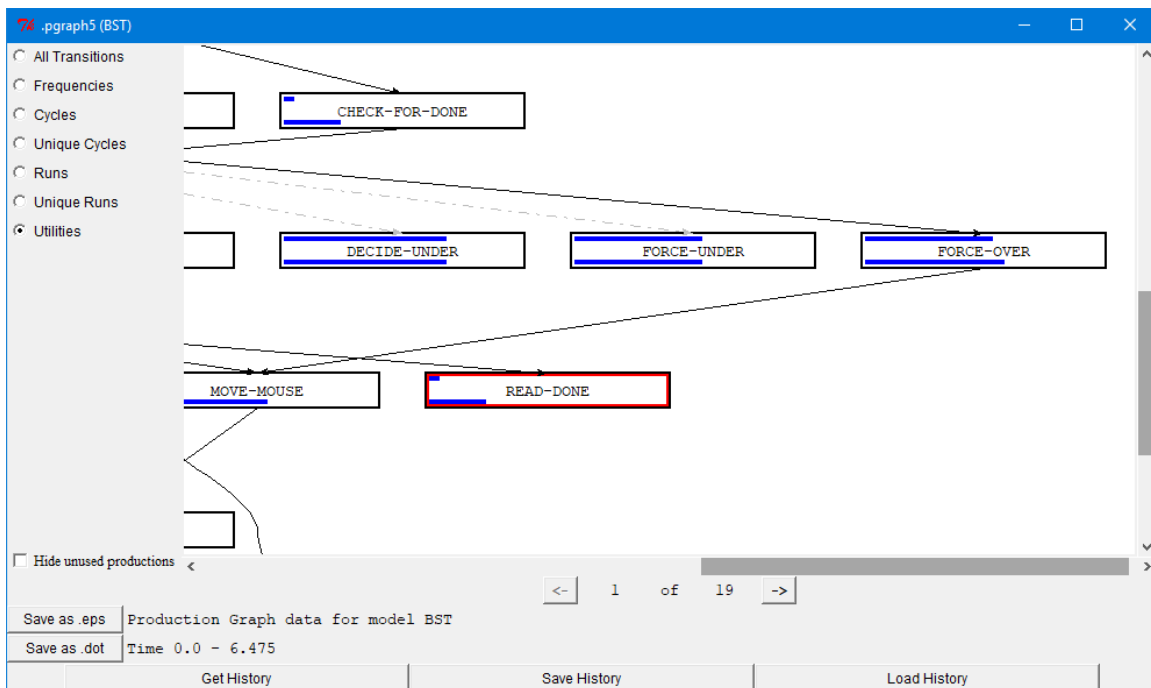 .pgraph5 (BST)
All Transitions
Frequencies
Cycles
Unique Cycles
Runs
Unique Runs
Utilities
CHECK-FOR-DONE
DECIDE-UNDER
FORCE-UNDER
FORCE-OVER
MOVE-MOUSE
READ-DONE
Hide unused productions
<- 1 of 19 ->
Save as .eps Production Graph data for model BST
Save as .dot Time 0.0 - 6.475
Get History Save History Load History